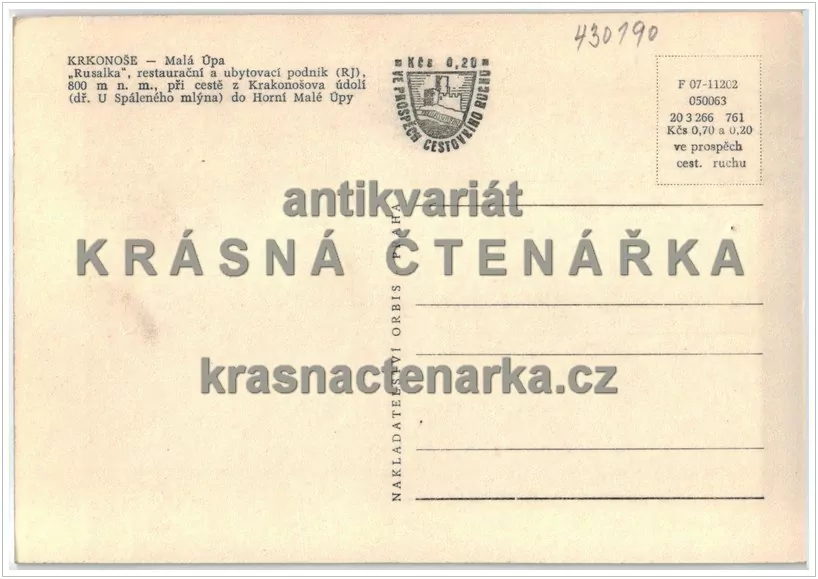 430190
KRKONOŠE — Malá Úpa
„Rusalka“, restaurační a ubytovací podnik (RJ),
800 m n. m., při cestě z Krakonošova údolí
(dř. U Spáleného mlýna) do Horní Malé Úpy
Kčs 0,20
VE PROSPĚCH CESTOVNÍHO RUCHU
F 07-11202
050063
20 3 266 761
Kčs 0,70 a 0,20
ve prospěch
cest. ruchu
antikvariát
KRÁSNÁ ČTENÁŘKA
krasnactenarka.cz
NAKLADATELSTVÍ ORBIS PRAHA